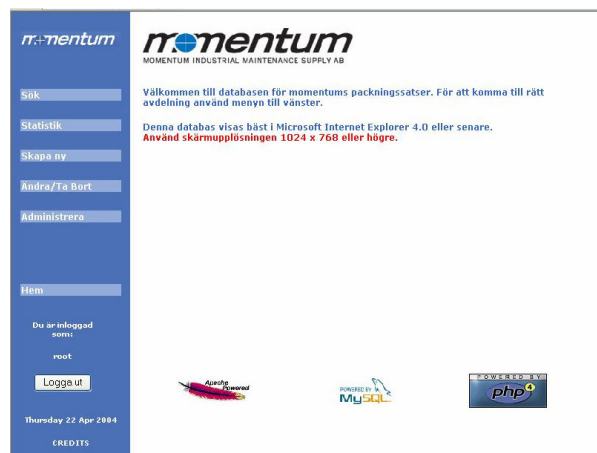 momentum
Sök
Statistik
Skapa ny
Ändra/Ta Bort
Administrera
Hem
Du är inloggad
som:
root
Logga ut
Thursday 22 Apr 2004
CREDITS
momentum
MOMENTUM INDUSTRIAL MAINTENANCE SUPPLY AB
Välkommen till databasen för momentums packningssatser. För att komma till rätt
avdelning använd menyn till vänster.
Denna databas visas bäst i Microsoft Internet Explorer 4.0 eller senare.
Använd skärmupplösningen 1024 x 768 eller högre.
Apache
Powered
POWERED BY
MySQL
POWERED BY
php 4